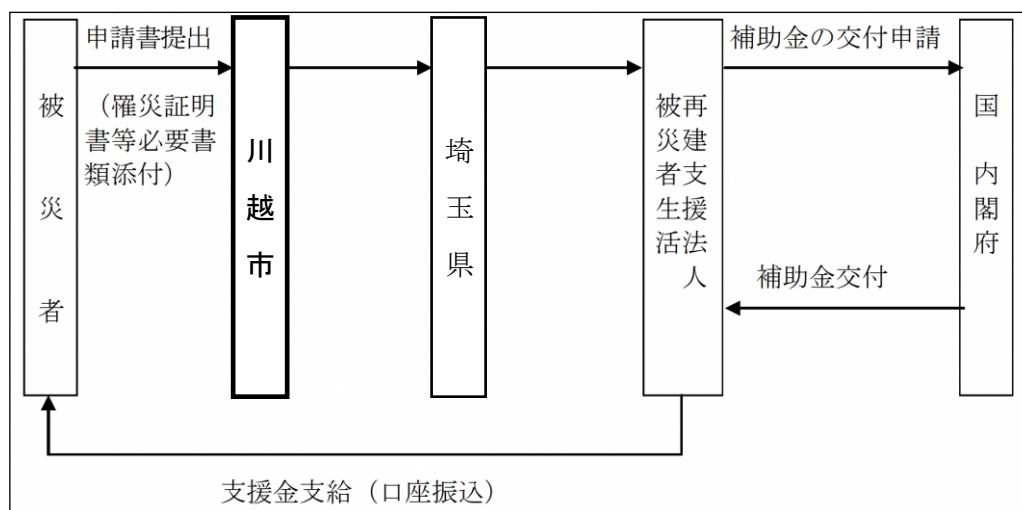 申請書提出
補助金の交付申請
被災者
（罹災証明
書等必要書
類添付）
川越市
埼玉県
被災者生活
再建支援法人
国　内閣府
補助金交付
支援金支給（口座振込）